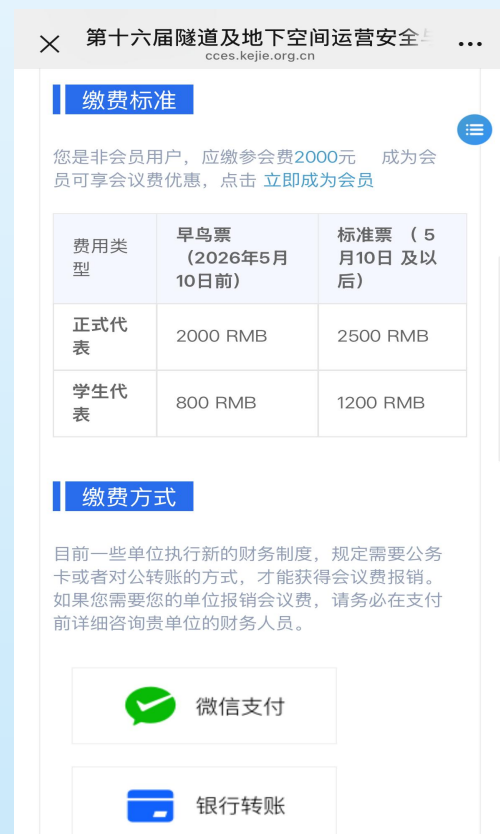 第十六届隧道及地下空间运营安全
cces.kejie.org.cn
缴费标准
您是非会员用户，应缴参会费2000元 成为会
员可享会议费优惠，点击 立即成为会员
费用类
型
早鸟票
（2026年5月
10日前）
标准票 （ 5
月10日 及以
后）
正式代
表
2000 RMB
2500 RMB
学生代
表
800 RMB
1200 RMB
缴费方式
目前一些单位执行新的财务制度，规定需要公务
卡或者对公转账的方式，才能获得会议费报销。
如果您需要您的单位报销会议费，请务必在支付
前详细咨询贵单位的财务人员。
微信支付
银行转账